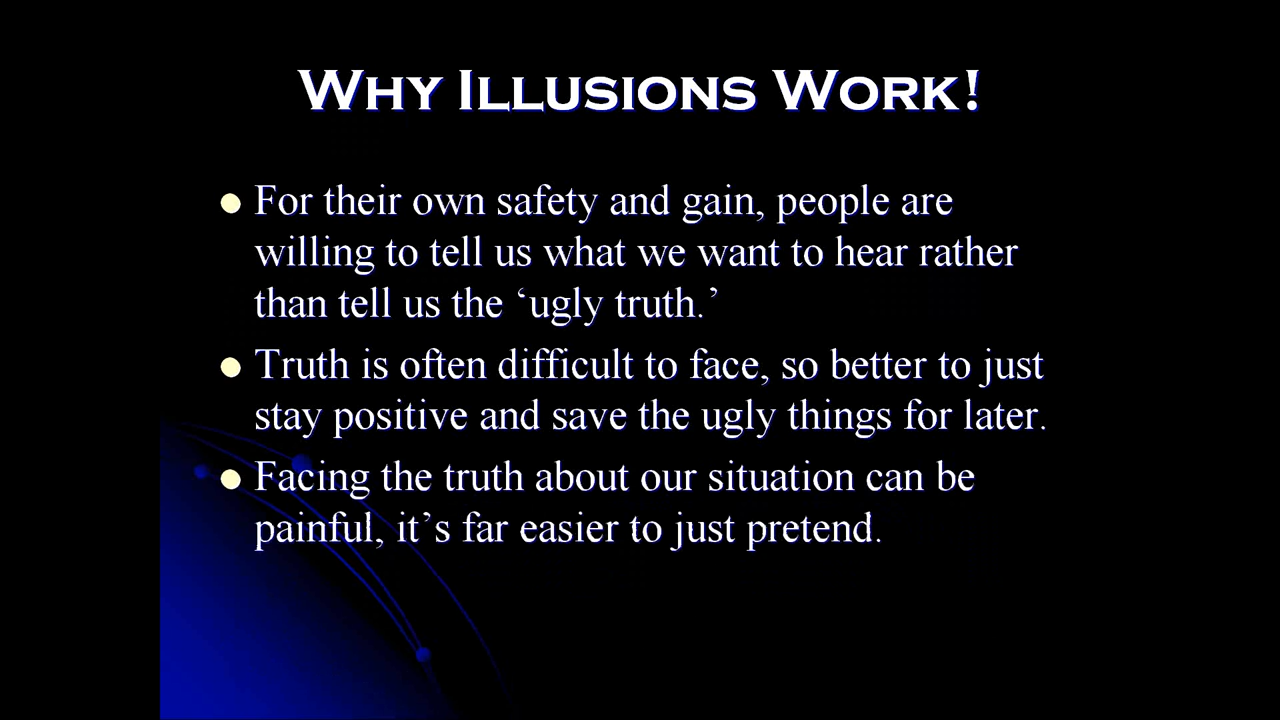 WHY ILLUSIONS WORK!
For their own safety and gain, people are
willing to tell us what we want to hear rather
than tell us the ‘ugly truth.’
Truth is often difficult to face, so better to just
stay positive and save the ugly things for later.
Facing the truth about our situation can be
painful, it’s far easier to just pretend.